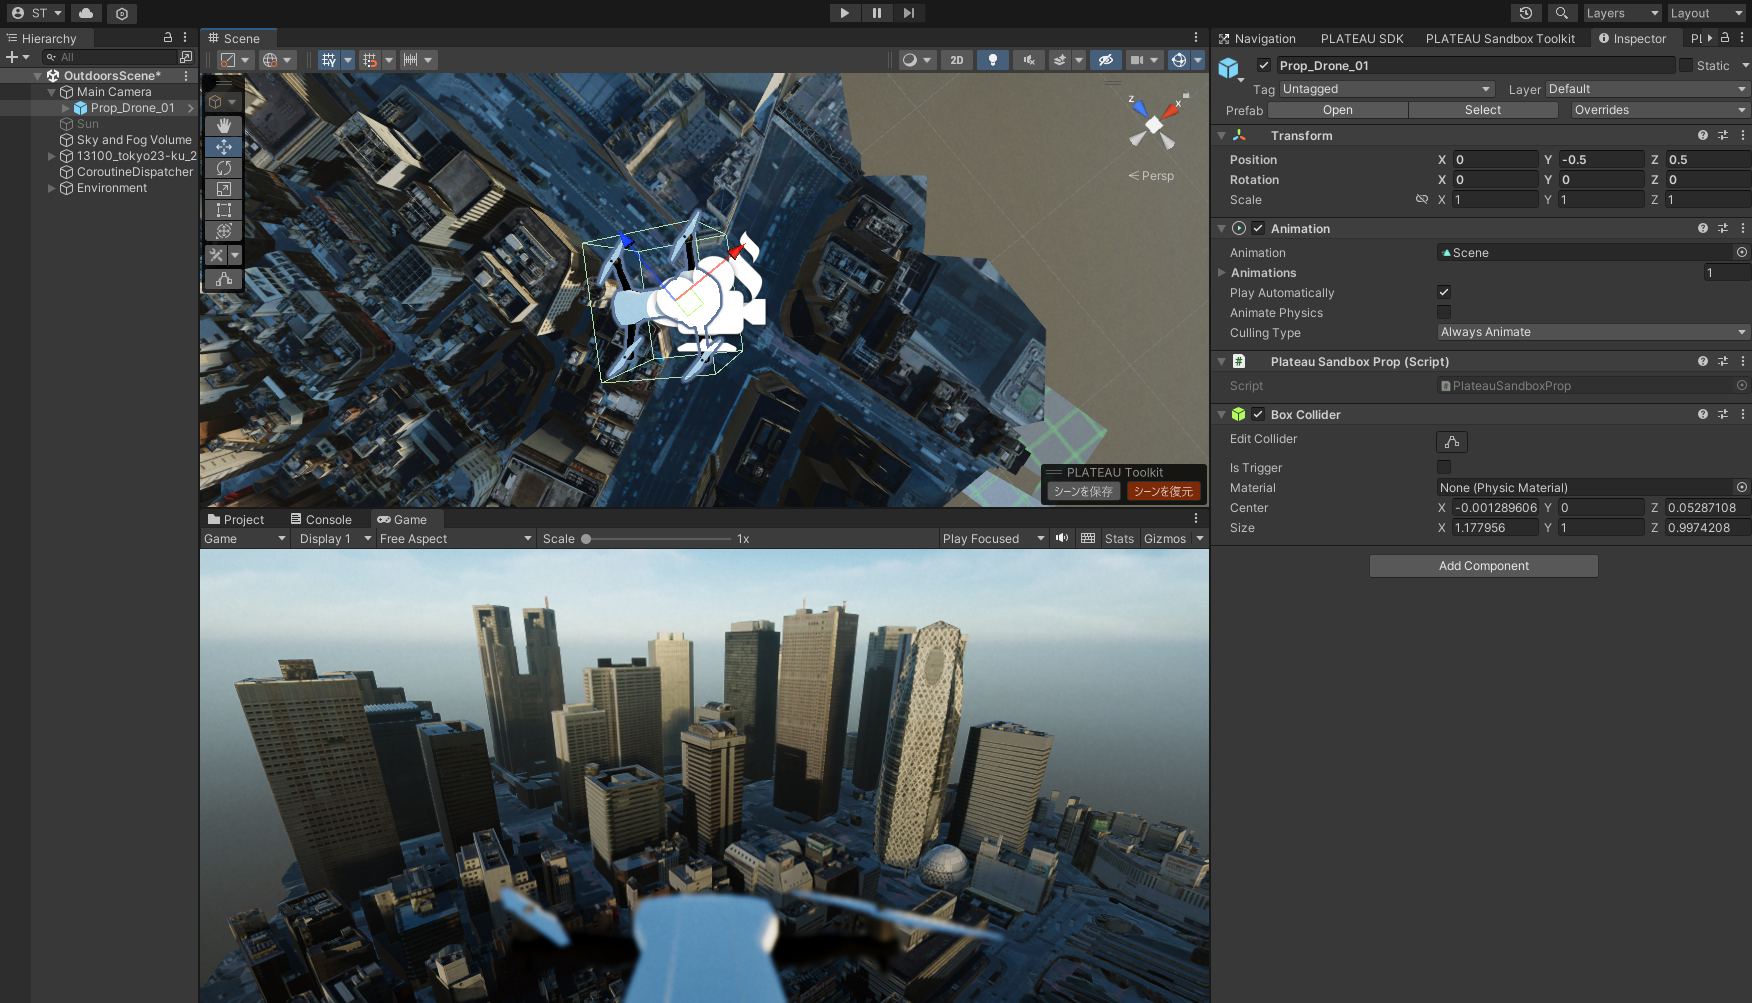 ST
Layers
Layout
Hierarchy
All
OutdoorsScene*
Main Camera
Prop_Drone_01
Sun
Sky and Fog Volume
13100_tokyo23-ku_2
CoroutineDispatcher
Environment
Scene
2D
z
x
Persp
PLATEAU Toolkit
シーンを保存
シーンを復元
Project
Console
Game
Game
Display 1
Free Aspect
Scale
1x
Play Focused
Stats
Gizmos
Navigation
PLATEAU SDK
PLATEAU Sandbox Toolkit
Inspector
PL
Prop_Drone_01
Static
Tag
Untagged
Layer
Default
Prefab
Open
Select
Overrides
Transform
Position X 0 Y -0.5 Z 0.5
Rotation X 0 Y 0 Z 0
Scale X 1 Y 1 Z 1
Animation
Animation
Scene
Animations
1
Play Automatically
Animate Physics
Culling Type
Always Animate
Plateau Sandbox Prop (Script)
Script
PlateauSandboxProp
Box Collider
Edit Collider
Is Trigger
Material
None (Physic Material)
Center X -0.001289606 Y 0 Z 0.05287108
Size X 1.177956 Y 1 Z 0.9974208
Add Component